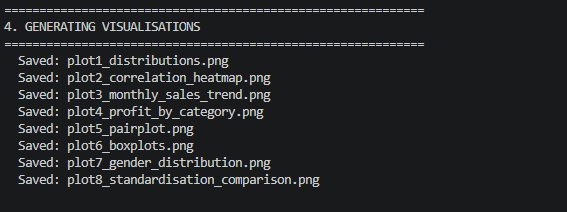 ============================================================
4. GENERATING VISUALISATIONS
============================================================
Saved: plot1_distributions.png
Saved: plot2_correlation_heatmap.png
Saved: plot3_monthly_sales_trend.png
Saved: plot4_profit_by_category.png
Saved: plot5_pairplot.png
Saved: plot6_boxplots.png
Saved: plot7_gender_distribution.png
Saved: plot8_standardisation_comparison.png